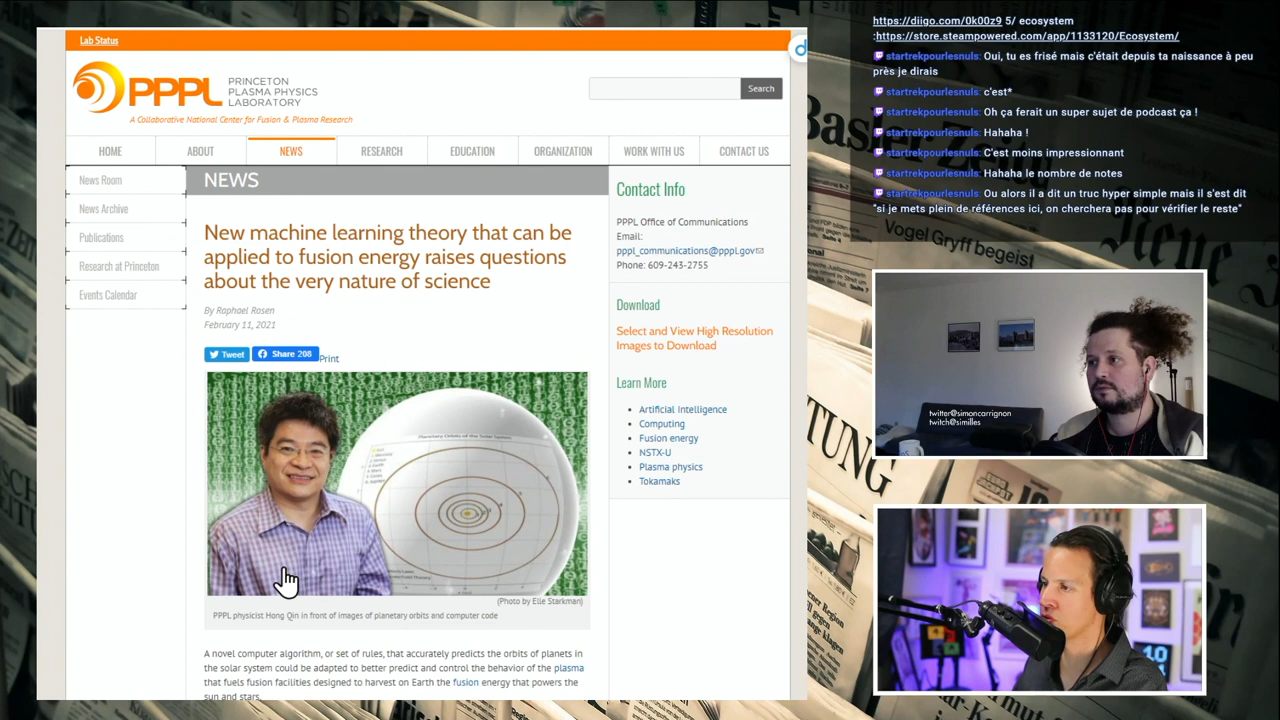 Lab Status
PPPL
PRINCETON
PLASMA PHYSICS
LABORATORY
A Collaborative National Center for Fusion & Plasma Research
Search
HOME
ABOUT
NEWS
RESEARCH
EDUCATION
ORGANIZATION
WORK WITH US
CONTACT US
News Room
News Archive
Publications
Research at Princeton
Events Calendar
NEWS
New machine learning theory that can be
applied to fusion energy raises questions
about the very nature of science
By Raphael Rosen
February 11, 2021
Tweet
Share 208
Print
Planetary Orbits of the Solar System
(Photo by Elle Starkman)
PPPL physicist Hong Qin in front of images of planetary orbits and computer code
A novel computer algorithm, or set of rules, that accurately predicts the orbits of planets in
the solar system could be adapted to better predict and control the behavior of the plasma
that fuels fusion facilities designed to harvest on Earth the fusion energy that powers the
sun and stars.
Contact Info
PPPL Office of Communications
Email:
pppl_communications@pppl.gov
Phone: 609-243-2755
Download
Select and View High Resolution
Images to Download
Learn More
Artificial Intelligence
Computing
Fusion energy
NSTX-U
Plasma physics
Tokamaks
https://diigo.com/0k00z9 5/ ecosystem
:https://store.steampowered.com/app/1133120/Ecosystem/
startrekpourlesnuls: Oui, tu es frisé mais c'était depuis ta naissance à peu
près je dirais
startrekpourlesnuls: c'est*
startrekpourlesnuls: Oh ça ferait un super sujet de podcast ça !
startrekpourlesnuls: Hahaha !
startrekpourlesnuls: C'est moins impressionnant
startrekpourlesnuls: Hahaha le nombre de notes
startrekpourlesnuls: Ou alors il a dit un truc hyper simple mais il s'est dit
"si je mets plein de références ici, on cherchera pas pour vérifier le reste"
Vogel Gryff begeistert
twitter@simoncarrignon
twitch@similles